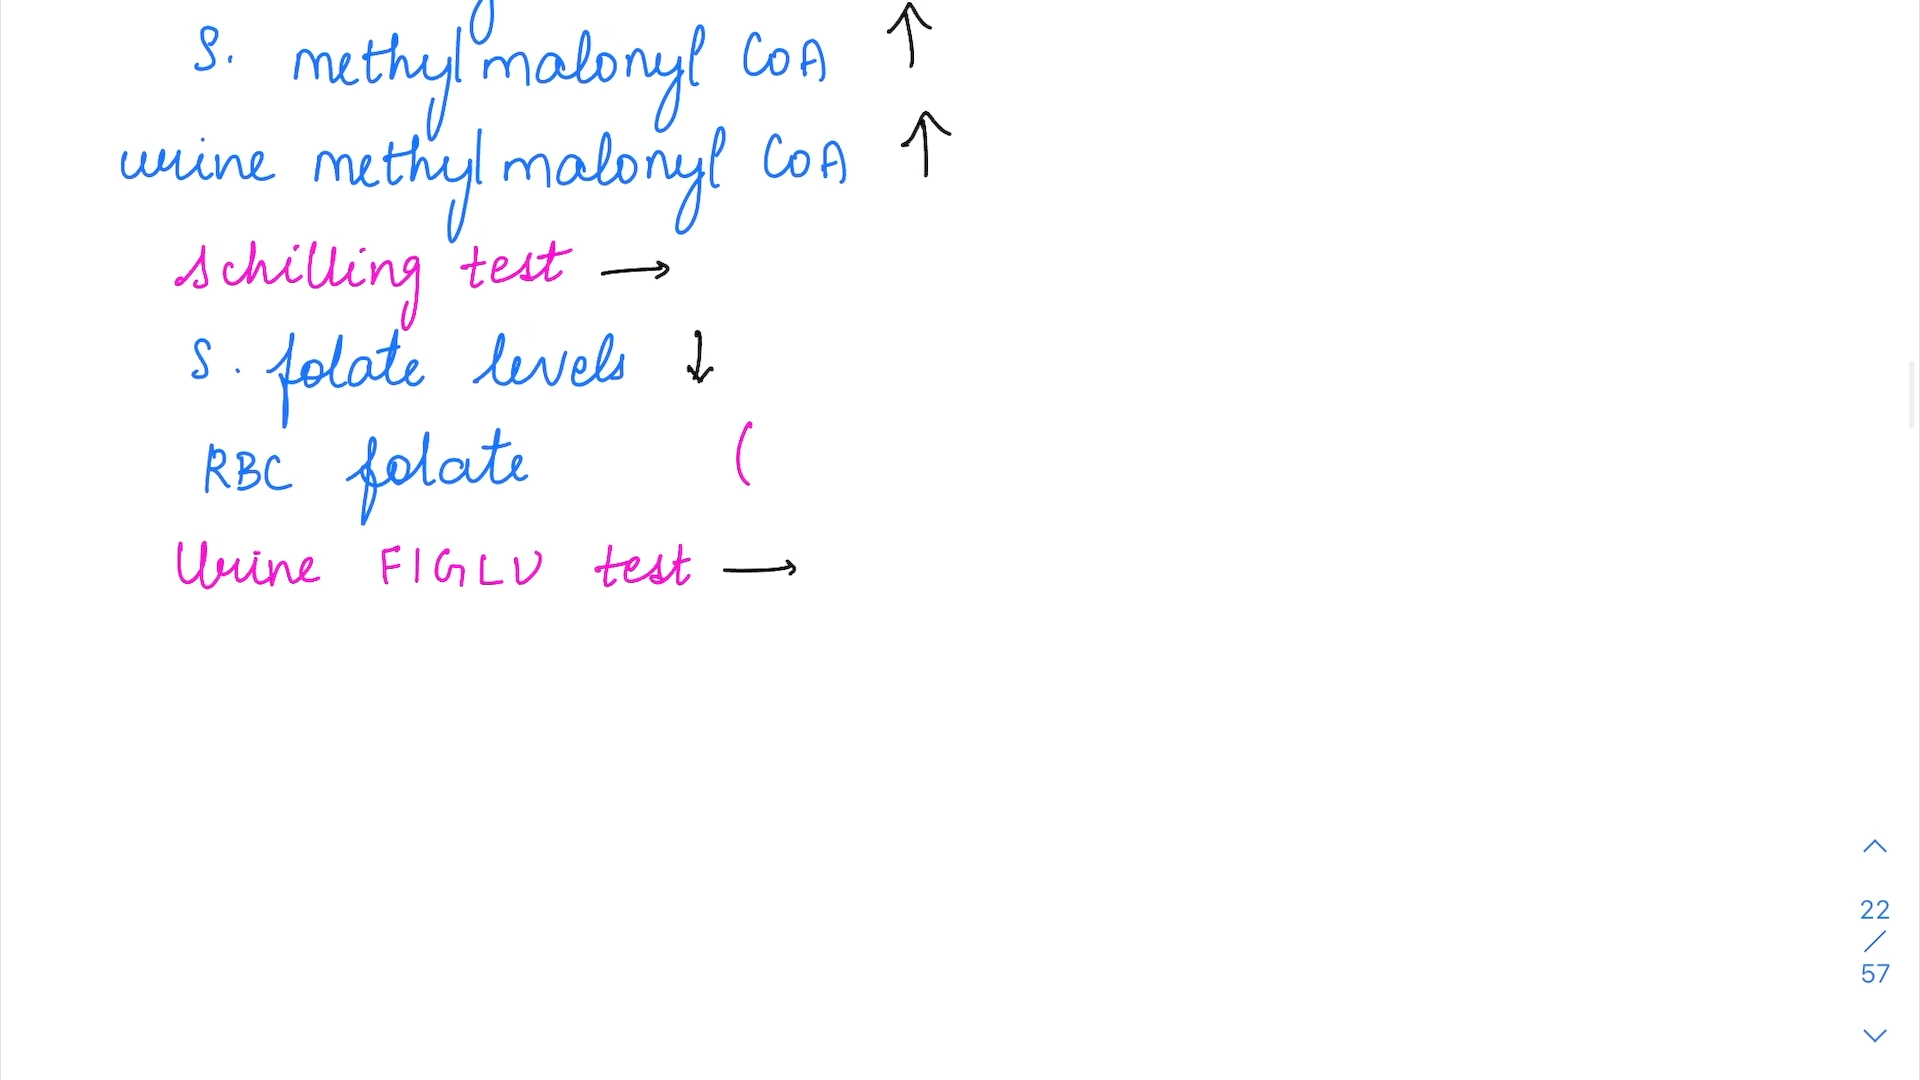 S. methylmalonyl CoA ↑
urine methylmalonyl CoA ↑
Schilling test →
S. folate levels ↓
RBC folate (
Urine FIGLU test →
22
/
57